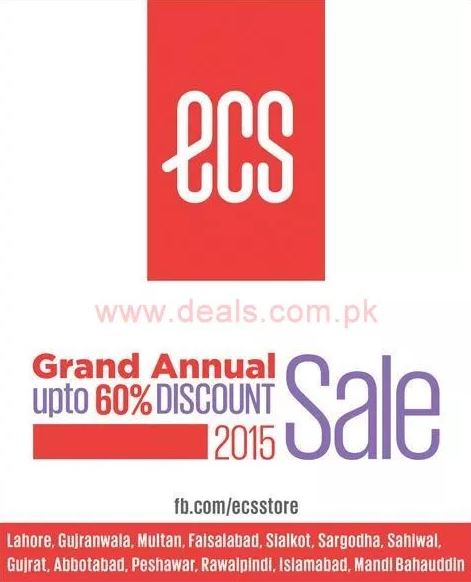 ecs
www.deals.com.pk
Grand Annual
upto 60% DISCOUNT
2015
Sale
fb.com/ecsstore
Lahore, Gujranwala, Multan, Faisalabad, Sialkot, Sargodha, Sahiwal,
Gujrat, Abbotabad, Peshawar, Rawalpindi, Islamabad, Mandi Bahauddin